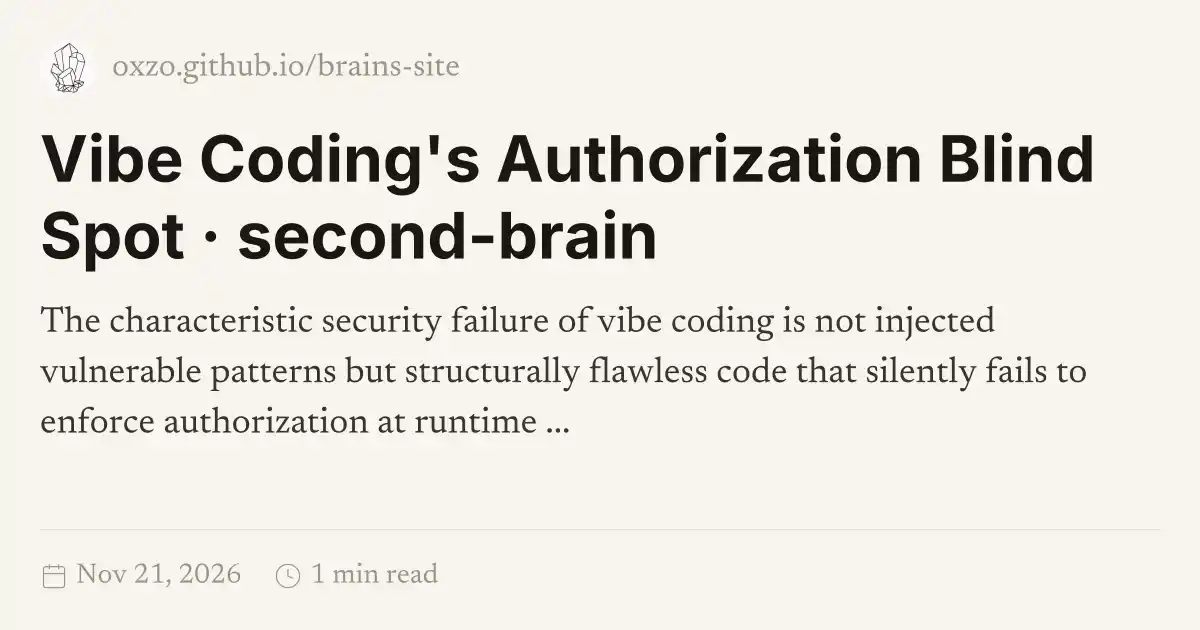 oxzo.github.io/brains-site
Vibe Coding's Authorization Blind
Spot · second-brain
The characteristic security failure of vibe coding is not injected
vulnerable patterns but structurally flawless code that silently fails to
enforce authorization at runtime ...
Nov 21, 2026 1 min read